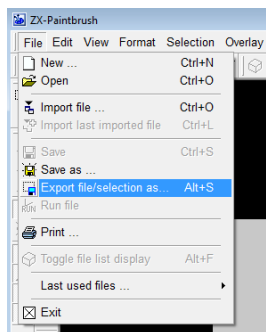 ZX-Paintbrush
File Edit View Format Selection Overlay
New ... Ctrl+N
Open Ctrl+O
Import file ... Ctrl+O
Import last imported file Ctrl+L
Save Ctrl+S
Save as ...
Export file/selection as... Alt+S
RUN Run file
Print ...
Toggle file list display Alt+F
Last used files ...
Exit